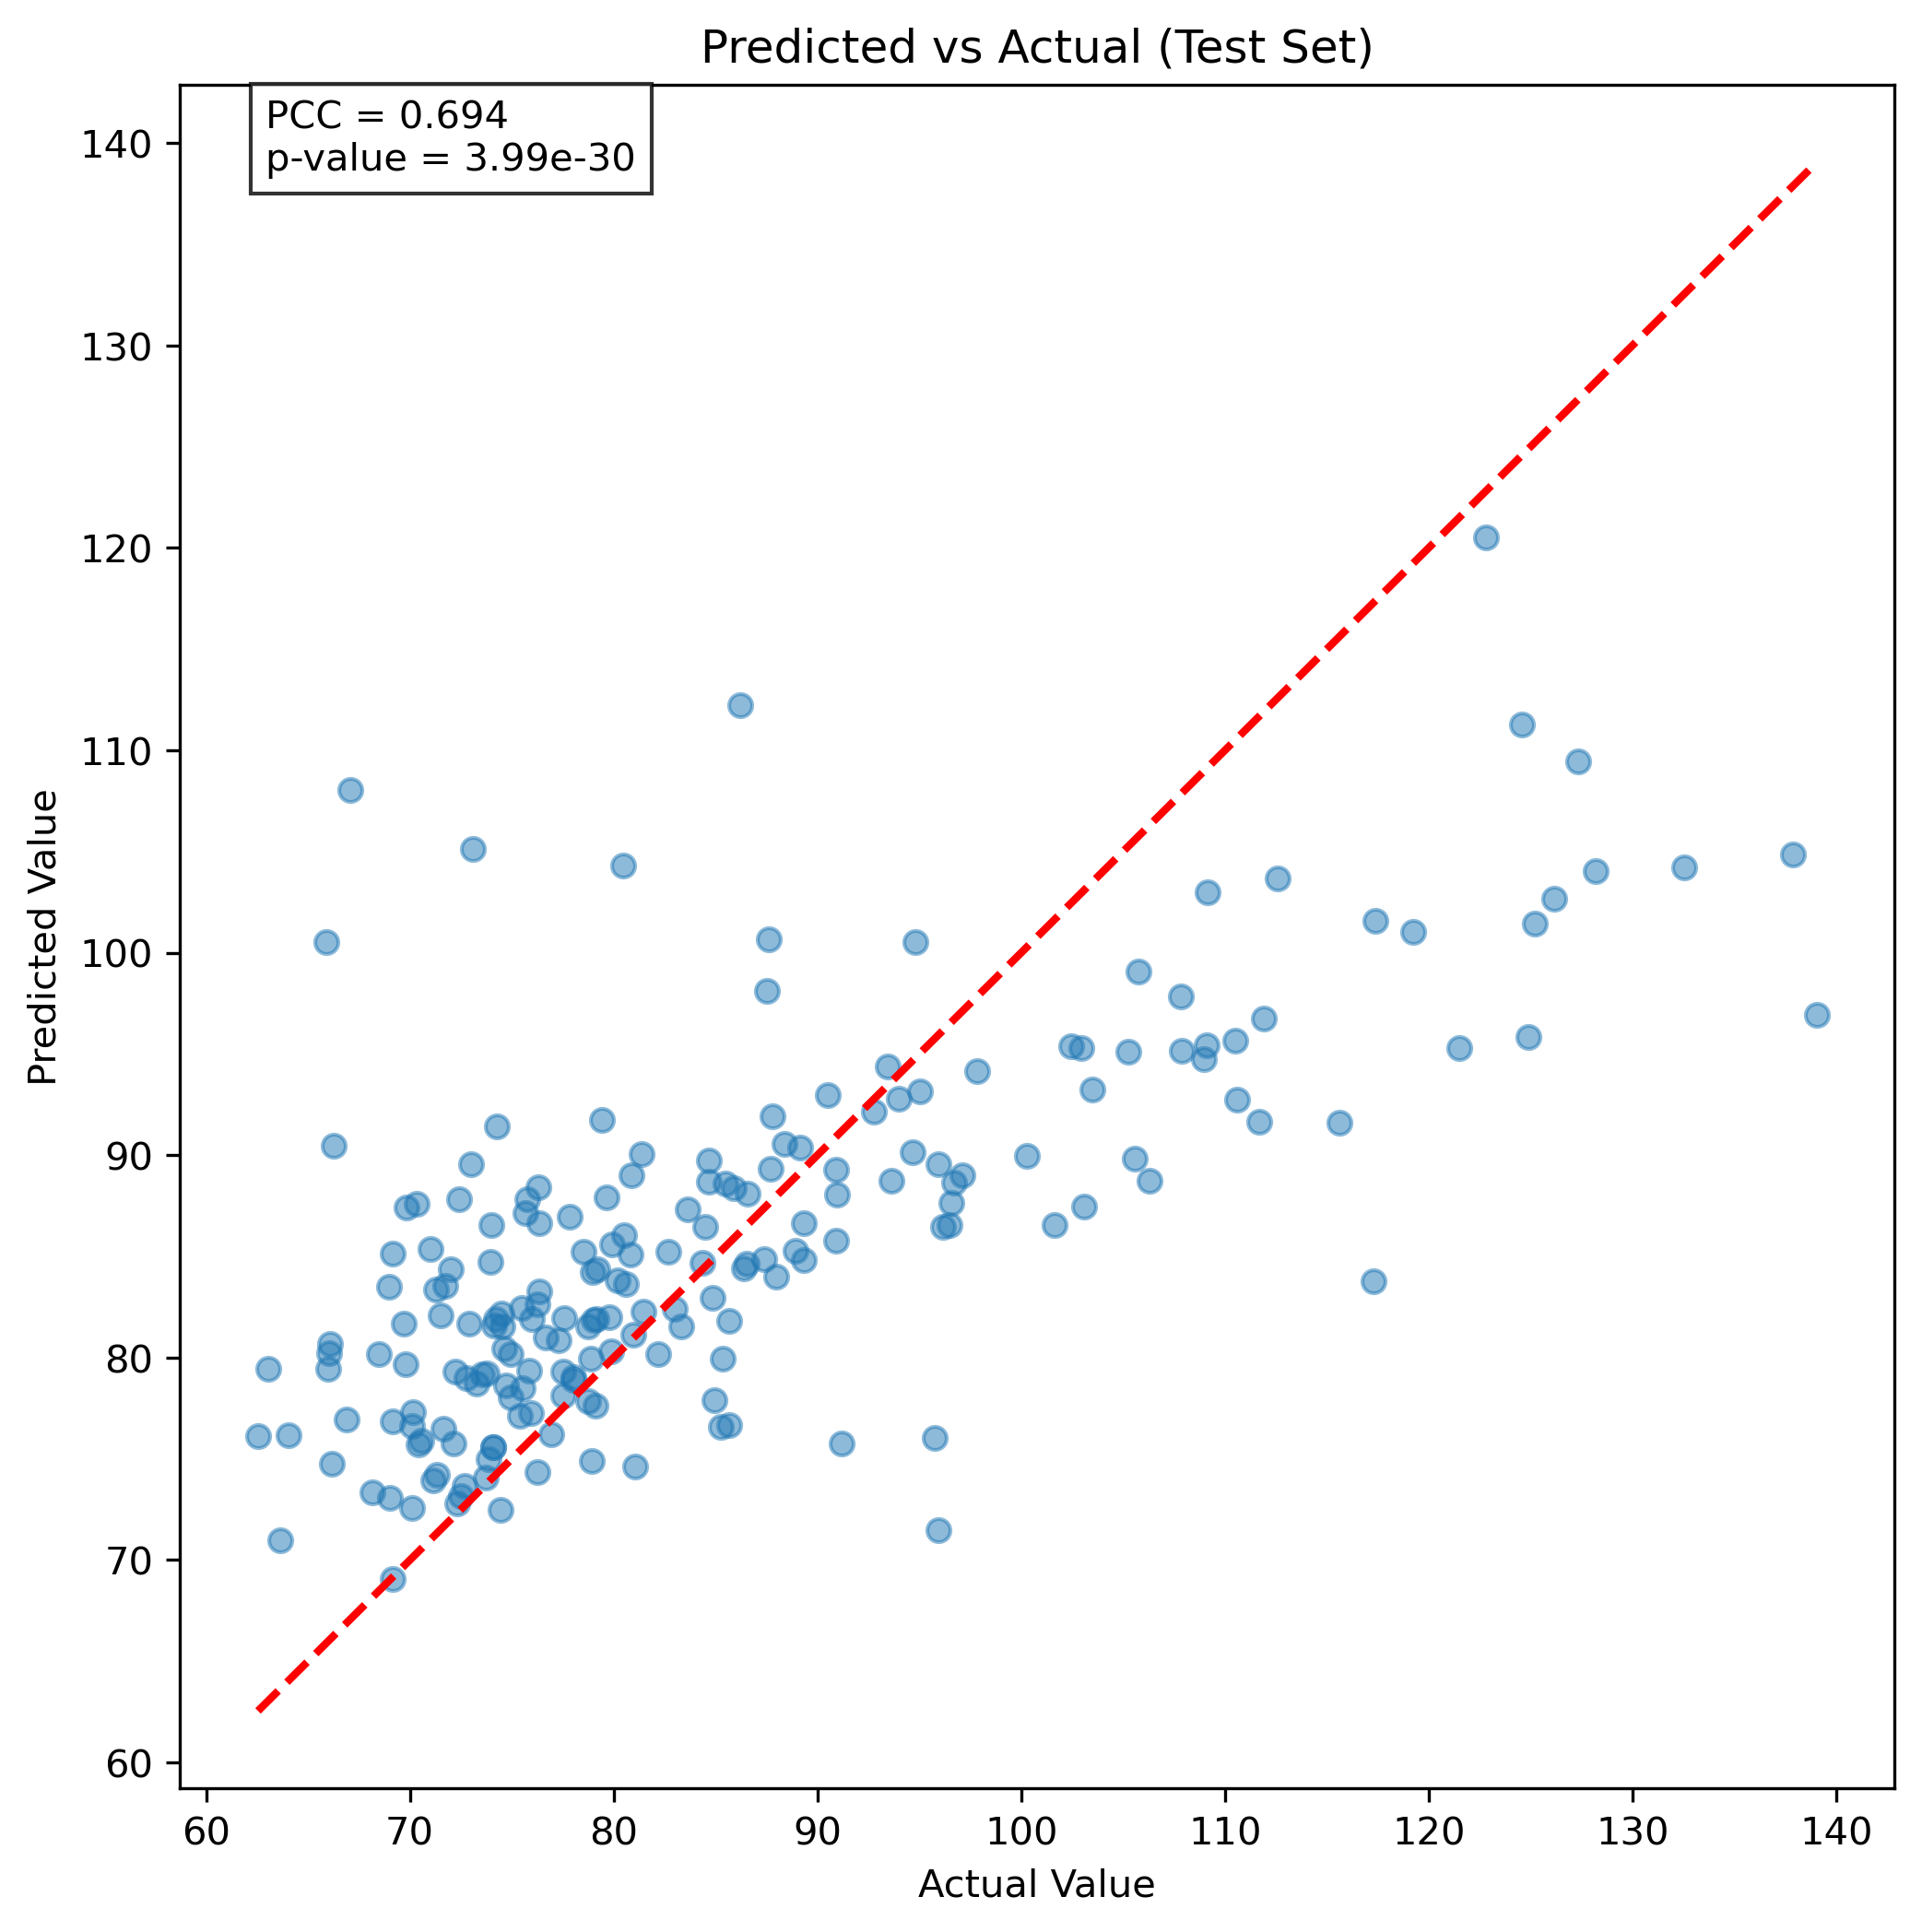 Predicted vs Actual (Test Set)
PCC = 0.694
p-value = 3.99e-30
140
130
120
110
100
90
80
70
60
Predicted Value
60 70 80 90 100 110 120 130 140
Actual Value